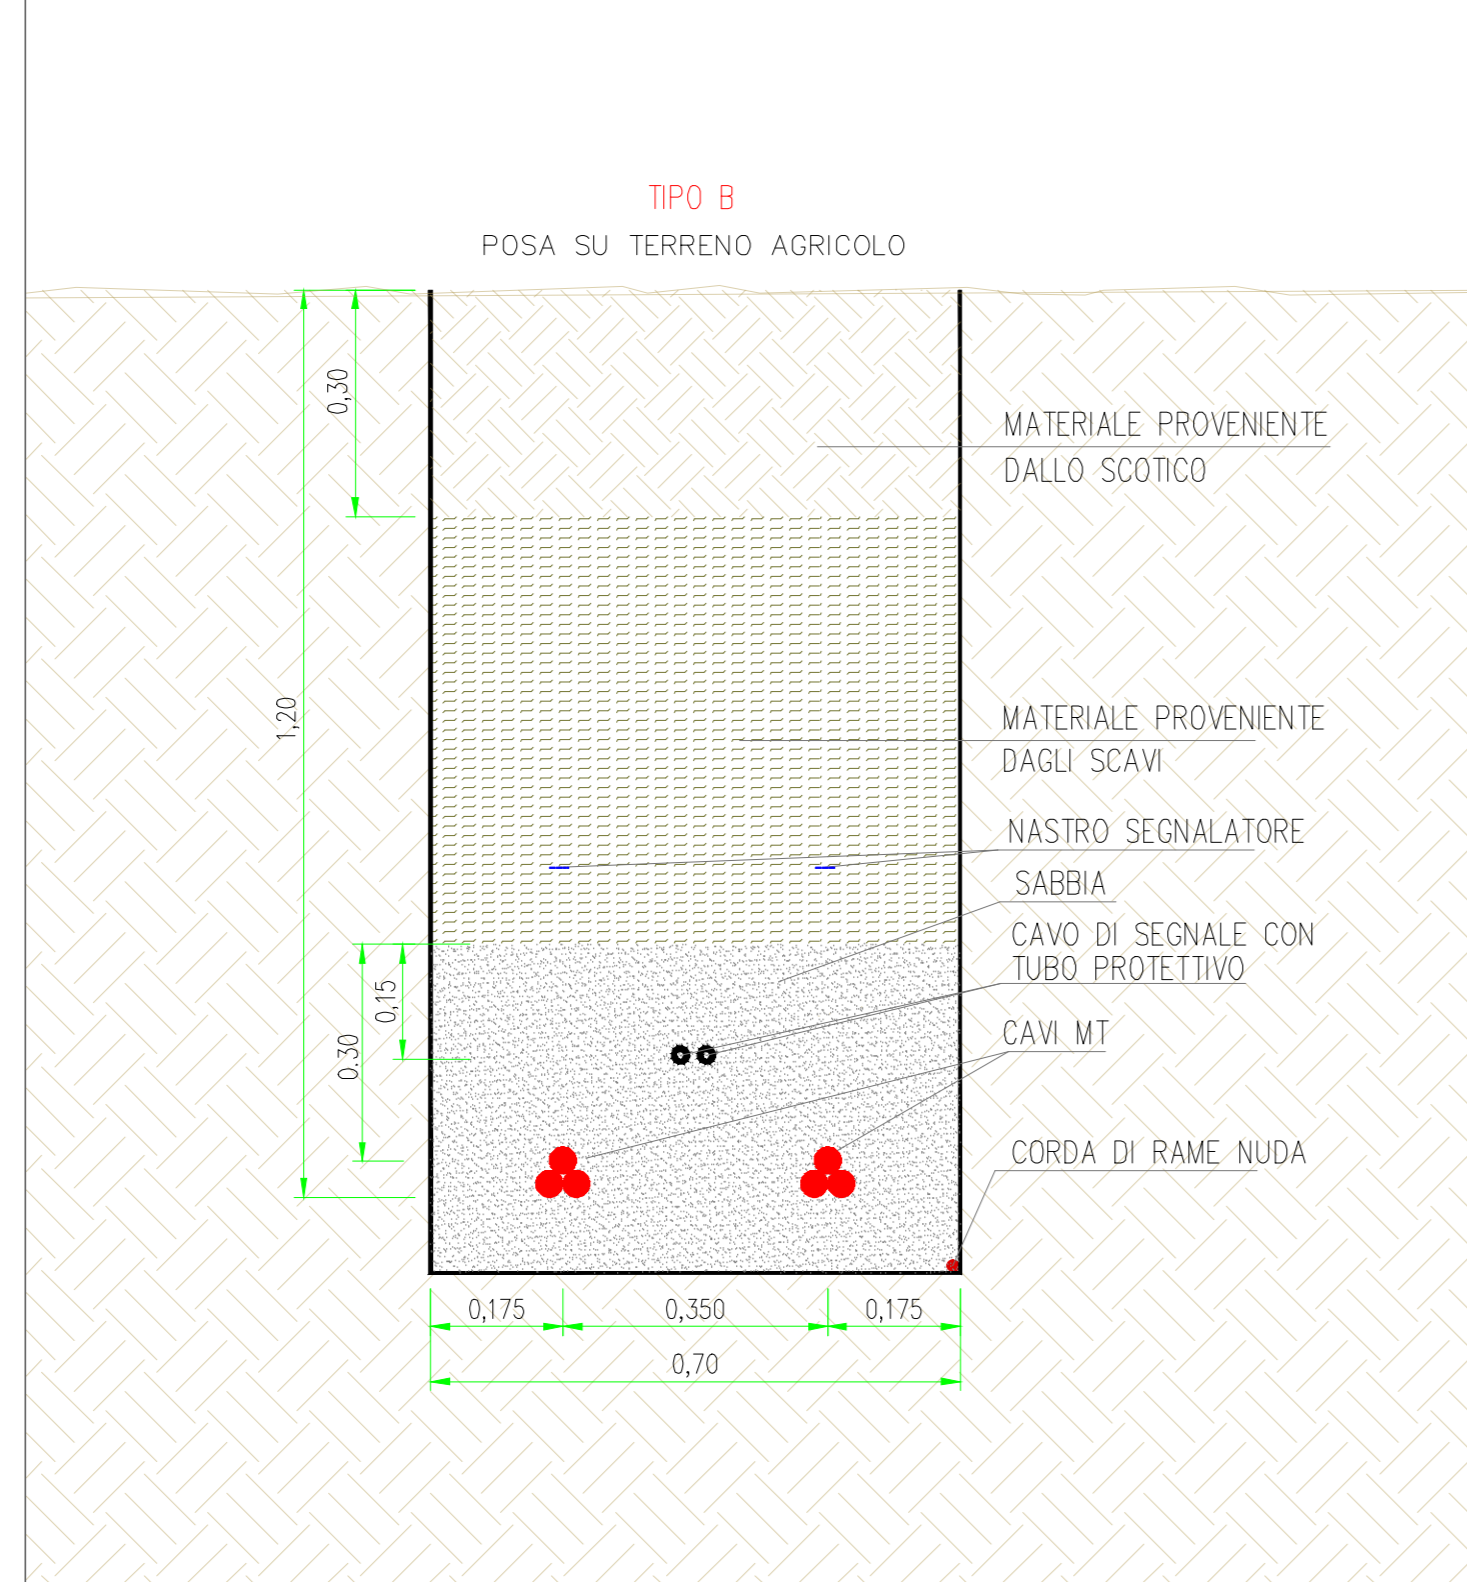 TIPO B
POSA SU TERRENO AGRICOLO
0,30
MATERIALE PROVENIENTE
DALLO SCOTICO
1,20
MATERIALE PROVENIENTE
DAGLI SCAVI
NASTRO SEGNALATORE
SABBIA
CAVO DI SEGNALE CON
TUBO PROTETTIVO
0,15
0.30
CAVI MT
CORDA DI RAME NUDA
0,175 0,350 0,175
0,70